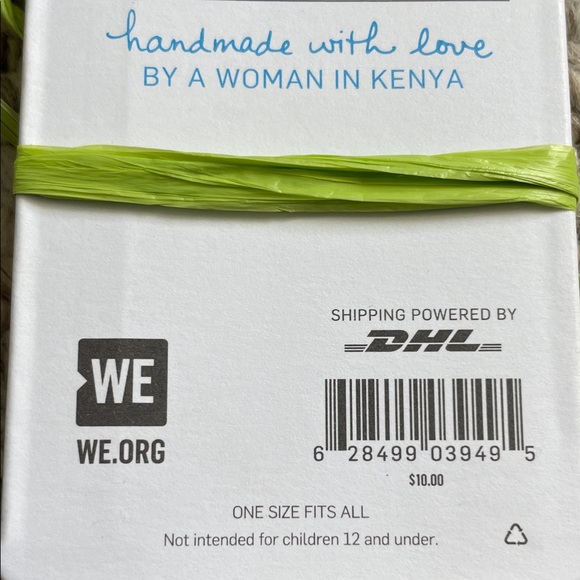 handmade with love
BY A WOMAN IN KENYA
SHIPPING POWERED BY
DHL
WE
WE.ORG
6 28499 03949 5
$10.00
ONE SIZE FITS ALL
Not intended for children 12 and under.